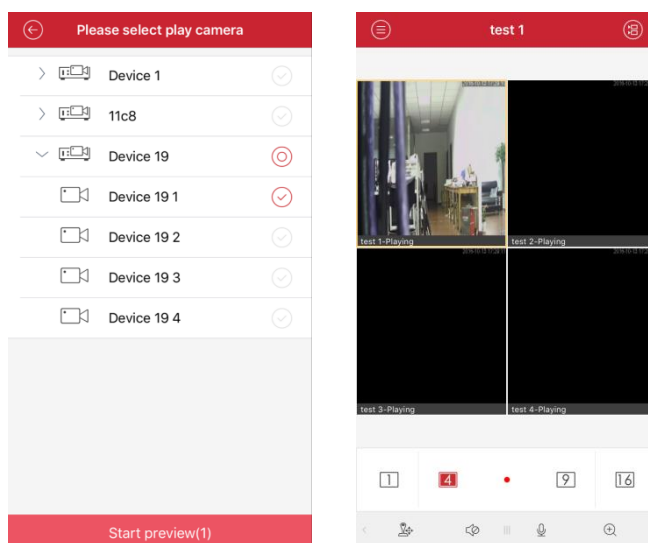 Please select play camera
Device 1
11c8
Device 19
Device 19 1
Device 19 2
Device 19 3
Device 19 4
Start preview(1)
test 1
test 1-Playing
test 2-Playing
test 3-Playing
test 4-Playing
1
4
9
16